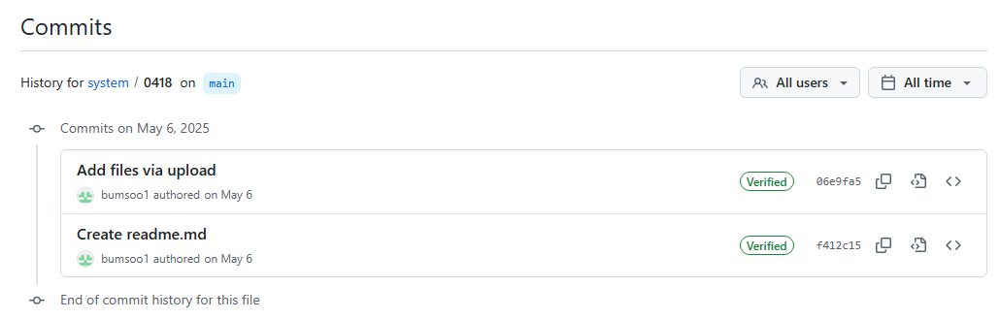 Commits
History for system / 0418 on main
All users
All time
Commits on May 6, 2025
Add files via upload
Verified
06e9fa5
bumsoo1 authored on May 6
Create readme.md
Verified
f412c15
bumsoo1 authored on May 6
End of commit history for this file